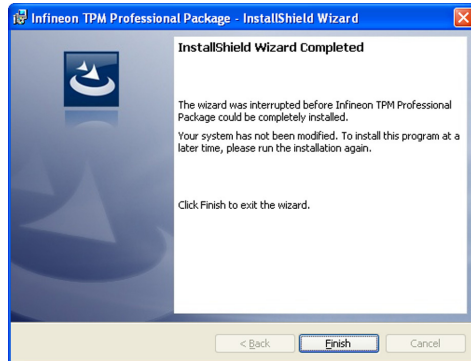 Infineon TPM Professional Package - InstallShield Wizard
InstallShield Wizard Completed
The wizard was interrupted before Infineon TPM Professional
Package could be completely installed.
Your system has not been modified. To install this program at a
later time, please run the installation again.
Click Finish to exit the wizard.
< Back
Finish
Cancel